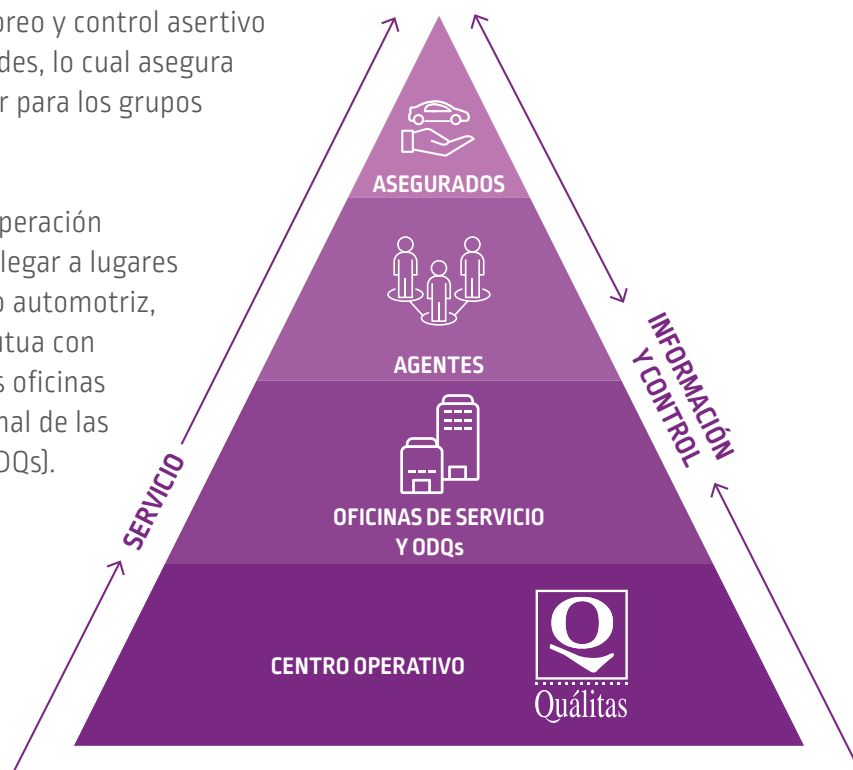 oreo y control asertivo
des, lo cual asegura
r para los grupos
peración
legar a lugares
o automotriz,
utua con
s oficinas
nal de las
DQs).
ASEGURADOS
AGENTES
OFICINAS DE SERVICIO
Y ODQs
CENTRO OPERATIVO
Q
Quálitas
SERVICIO
INFORMACIÓN
Y CONTROL